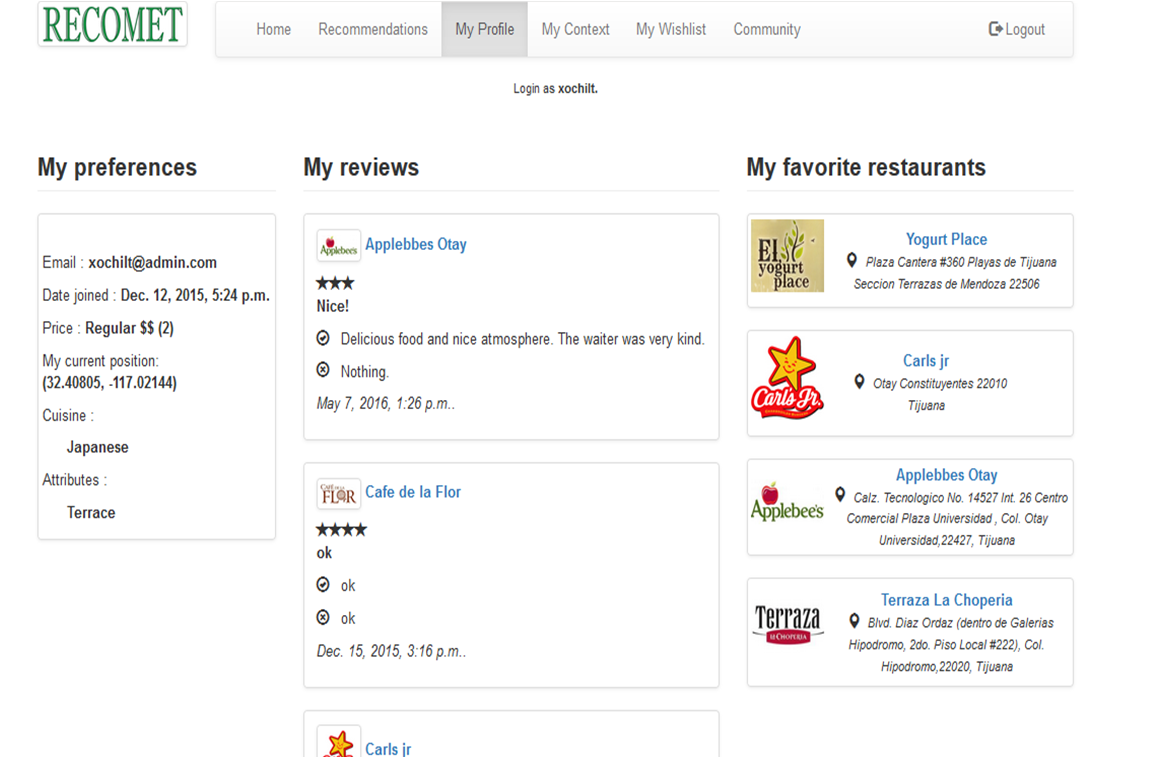 RECOMET
Home Recommendations My Profile My Context My Wishlist Community Logout
Login as xochilt.
My preferences
Email : xochilt@admin.com
Date joined : Dec. 12, 2015, 5:24 p.m.
Price : Regular $$ (2)
My current position:
(32.40805, -117.02144)
Cuisine :
Japanese
Attributes :
Terrace
My reviews
Applebee's
Applebbes Otay
★★★
Nice!
Delicious food and nice atmosphere. The waiter was very kind.
Nothing.
May 7, 2016, 1:26 p.m..
CAFE DE LA
FLOR
Cafe de la Flor
★★★★
ok
ok
ok
Dec. 15, 2015, 3:16 p.m..
Carls jr
My favorite restaurants
El
yogurt
place
Yogurt Place
Plaza Cantera #360 Playas de Tijuana
Seccion Terrazas de Mendoza 22506
Carl's Jr.
Carls jr
Otay Constituyentes 22010
Tijuana
Applebee's
Applebbes Otay
Calz. Tecnologico No. 14527 Int. 26 Centro
Comercial Plaza Universidad , Col. Otay
Universidad,22427, Tijuana
Terraza
LA CHOPERIA
Terraza La Choperia
Blvd. Diaz Ordaz (dentro de Galerias
Hipodromo, 2do. Piso Local #222), Col.
Hipodromo,22020, Tijuana